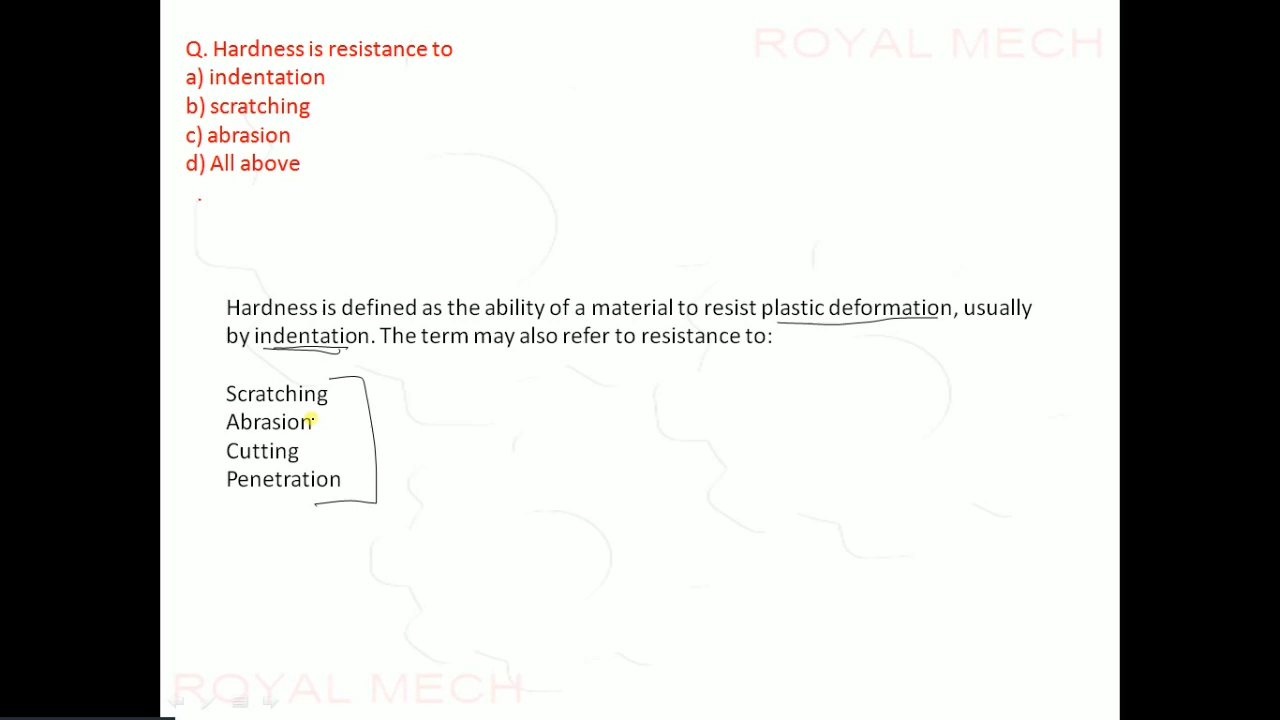 ROYAL MECH
Q. Hardness is resistance to
a) indentation
b) scratching
c) abrasion
d) All above
.
Hardness is defined as the ability of a material to resist plastic deformation, usually
by indentation. The term may also refer to resistance to:
Scratching
Abrasion
Cutting
Penetration
ROYAL MECH